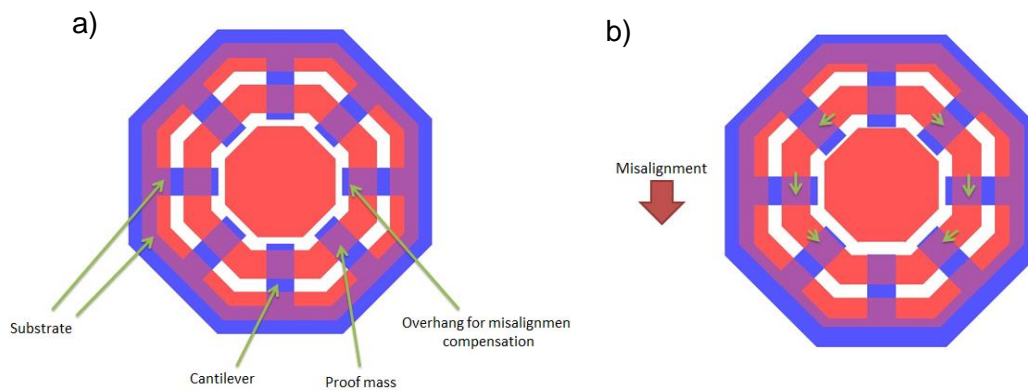 a)
b)
Misalignment
Substrate
Overhang for misalignmen
compensation
Cantilever
Proof mass